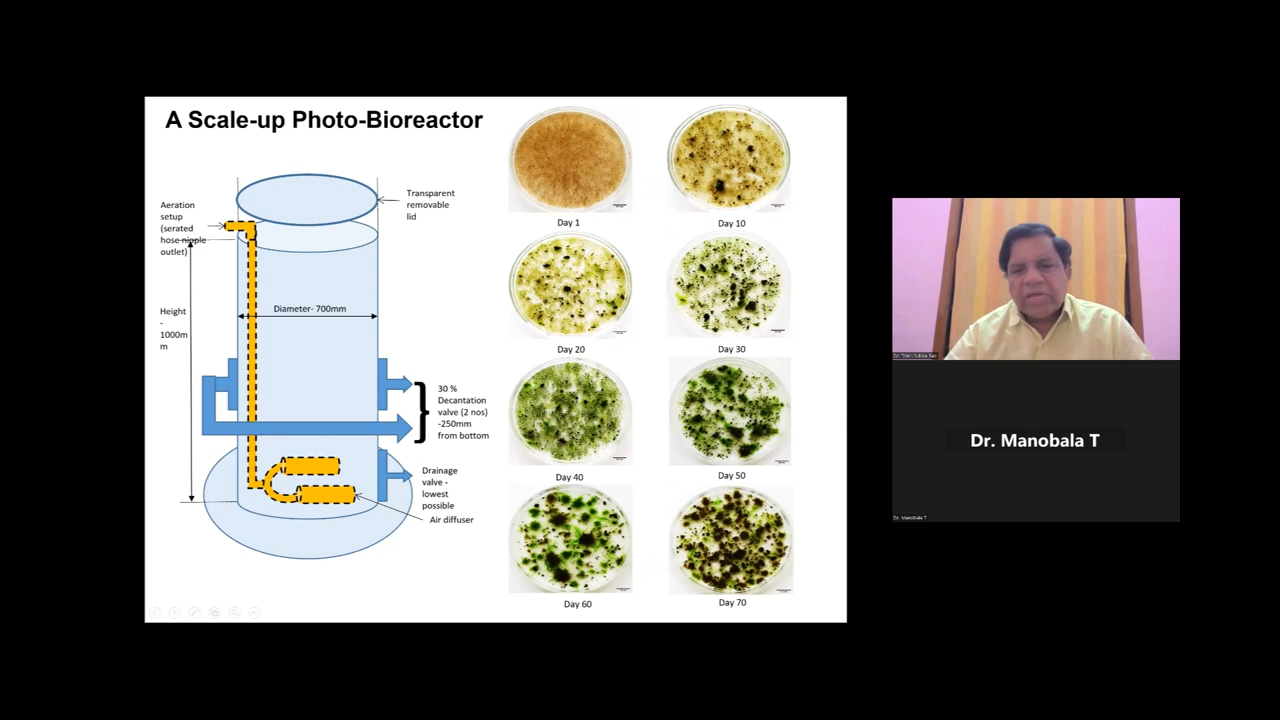 A Scale-up Photo-Bioreactor
Aeration
setup
(serated
hose nipple
outlet)
Transparent
removable
lid
Height
-
1000m
m
Diameter- 700mm
30 %
Decantation
valve (2 nos)
-250mm
from bottom
Drainage
valve -
lowest
possible
Air diffuser
Day 1
Day 10
Day 20
Day 30
Day 40
Day 50
Day 60
Day 70
Dr. Manobala T
Dr. Manobala T